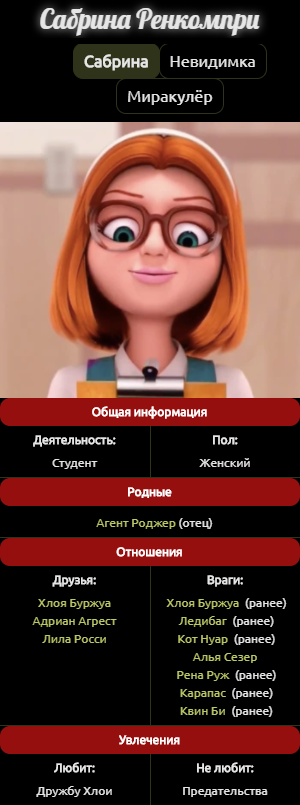 Сабрина Ренкомпри
Сабрина Невидимка
Миракулёр
Общая информация
Деятельность: Пол:
Студент Женский
Родные
Агент Роджер (отец)
Отношения
Друзья: Враги:
Хлоя Буржуа Хлоя Буржуа (ранее)
Адриан Агрест Ледибаг (ранее)
Лила Росси Кот Нуар (ранее)
Алья Сезер
Рена Руж (ранее)
Карапас (ранее)
Квин Би (ранее)
Увлечения
Любит: Не любит:
Дружбу Хлои Предательства